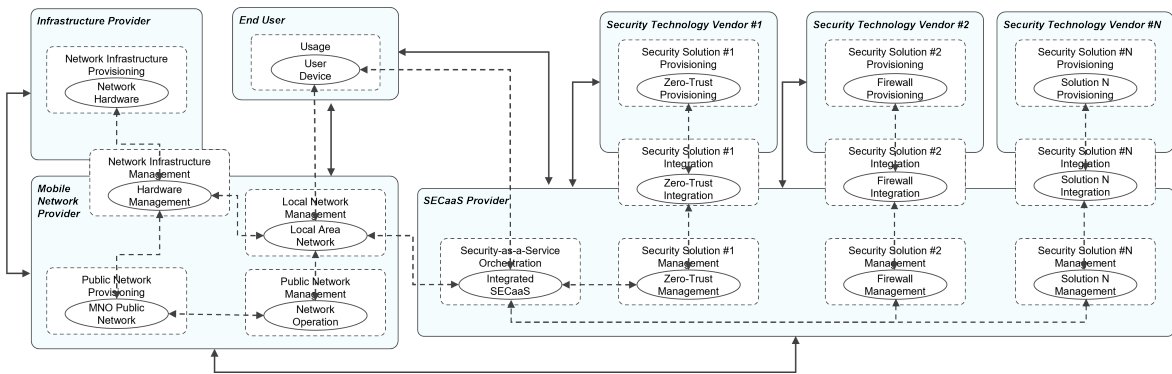 Infrastructure Provider
Network Infrastructure
Provisioning
Network
Hardware
End User
Usage
User
Device
Security Technology Vendor #1
Security Solution #1
Provisioning
Zero-Trust
Provisioning
Security Technology Vendor #2
Security Solution #2
Provisioning
Firewall
Provisioning
Security Technology Vendor #N
Security Solution #N
Provisioning
Solution N
Provisioning
Network Infrastructure
Management
Hardware
Management
Security Solution #1
Integration
Zero-Trust
Integration
Security Solution #2
Integration
Firewall
Integration
Security Solution #N
Integration
Solution N
Integration
Mobile
Network
Provider
Local Network
Management
Local Area
Network
Public Network
Provisioning
MNO Public
Network
Public Network
Management
Network
Operation
SECaaS Provider
Security-as-a-Service
Orchestration
Integrated
SECaaS
Security Solution #1
Management
Zero-Trust
Management
Security Solution #2
Management
Firewall
Management
Security Solution #N
Management
Solution N
Management